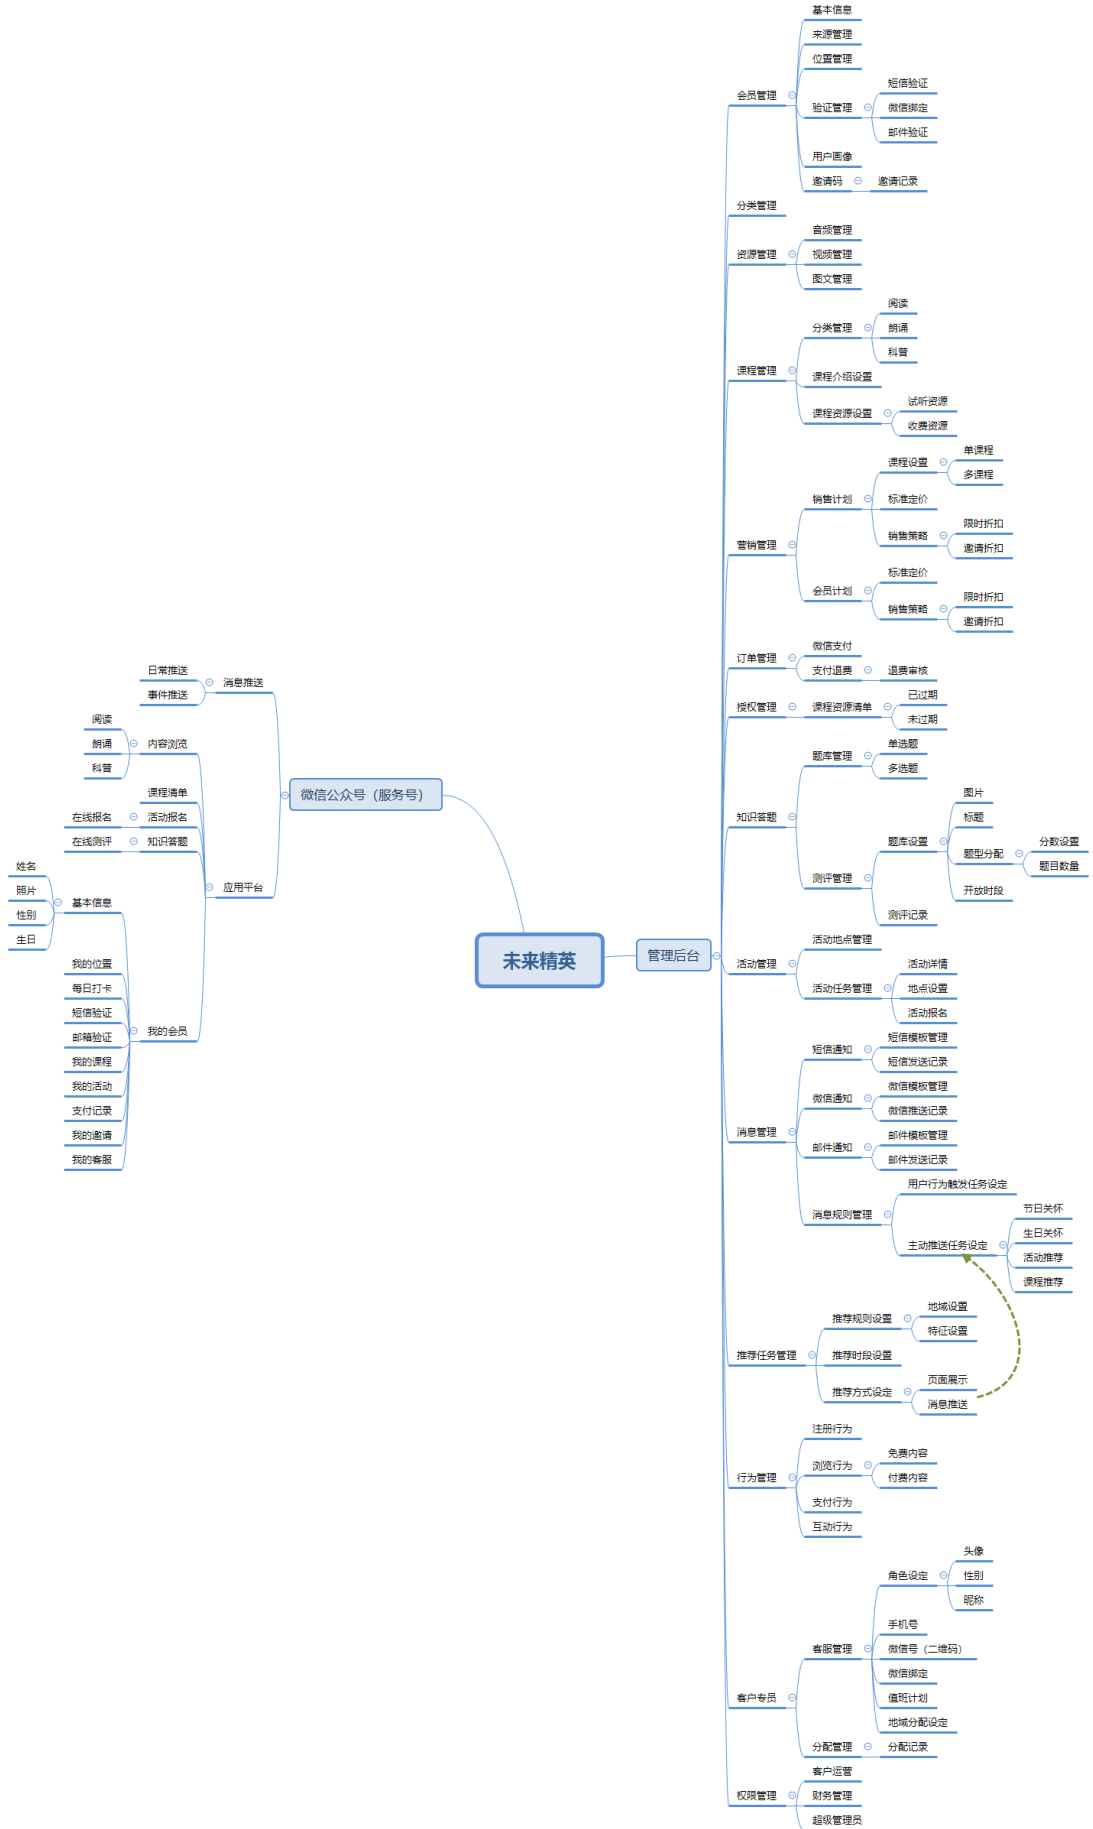 未来精英
微信公众号（服务号）
消息推送
日常推送
事件推送
应用平台
内容浏览
阅读
朗诵
科普
课程清单
活动报名
在线报名
知识答题
在线测评
我的会员
基本信息
姓名
照片
性别
生日
我的位置
每日打卡
短信验证
邮箱验证
我的课程
我的活动
支付记录
我的邀请
我的客服
管理后台
会员管理
基本信息
来源管理
位置管理
验证管理
短信验证
微信绑定
邮件验证
用户画像
邀请码
邀请记录
分类管理
资源管理
音频管理
视频管理
图文管理
课程管理
分类管理
阅读
朗诵
科普
课程介绍设置
课程资源设置
试听资源
收费资源
营销管理
销售计划
课程设置
单课程
多课程
标准定价
销售策略
限时折扣
邀请折扣
会员计划
标准定价
销售策略
限时折扣
邀请折扣
订单管理
微信支付
支付退费
退费审核
授权管理
课程资源清单
已过期
未过期
知识答题
题库管理
单选题
多选题
测评管理
题库设置
图片
标题
题型分配
分数设置
题目数量
开放时段
测评记录
活动管理
活动地点管理
活动任务管理
活动详情
地点设置
活动报名
消息管理
短信通知
短信模板管理
短信发送记录
微信通知
微信模板管理
微信推送记录
邮件通知
邮件模板管理
邮件发送记录
消息规则管理
用户行为触发任务设定
主动推送任务设定
节日关怀
生日关怀
活动推荐
课程推荐
推荐任务管理
推荐规则设置
地域设置
特征设置
推荐时段设置
推荐方式设定
页面展示
消息推送
行为管理
注册行为
浏览行为
免费内容
付费内容
支付行为
互动行为
客户专员
客服管理
角色设定
头像
性别
昵称
手机号
微信号（二维码）
微信绑定
值班计划
地域分配设定
分配管理
分配记录
权限管理
客户运营
财务管理
超级管理员